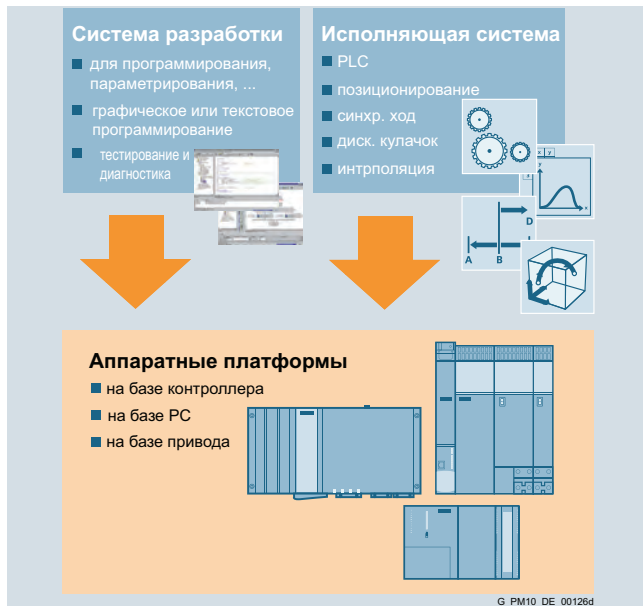 Система разработки
для программирования,
параметрирования, ...
графическое или текстовое
программирование
тестирование и
диагностика
Исполняющая система
PLC
позиционирование
синхр. ход
диск. кулачок
интрполяция
x y
y
x
D
A B
Аппаратные платформы
на базе контроллера
на базе PC
на базе привода
G_PM10_DE_00126d